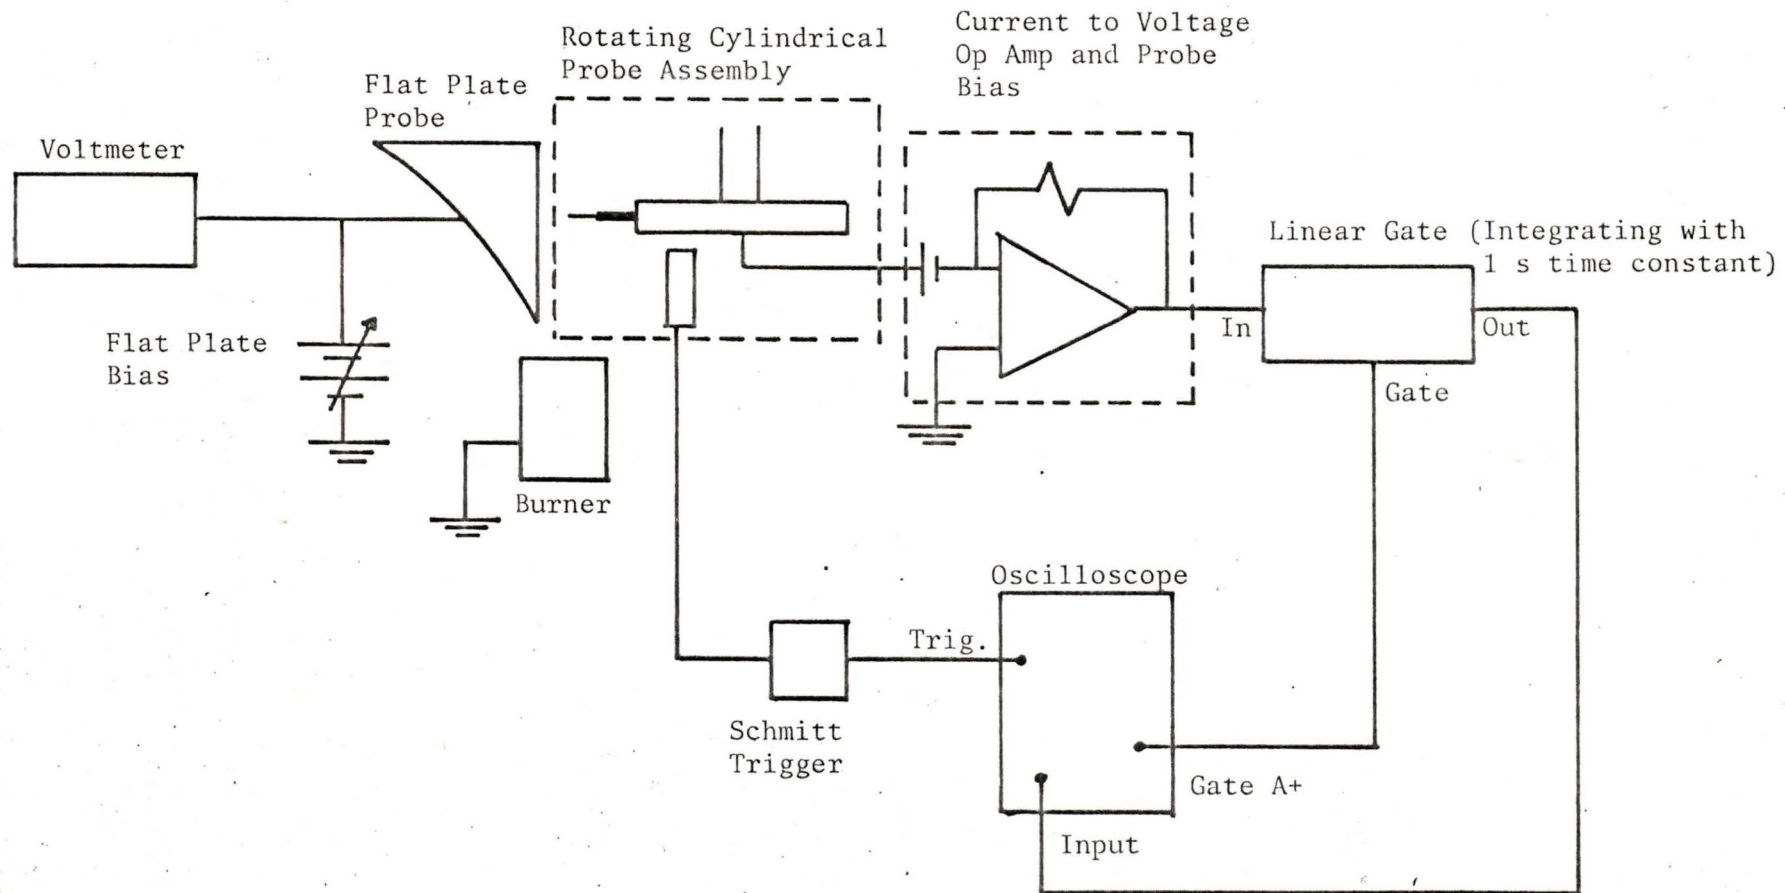 Current to Voltage
Op Amp and Probe
Bias
Rotating Cylindrical
Probe Assembly
Flat Plate
Probe
Voltmeter
Linear Gate (Integrating with
1 s time constant)
In
Out
Gate
Flat Plate
Bias
Burner
Oscilloscope
Trig.
Schmitt
Trigger
Gate A+
Input